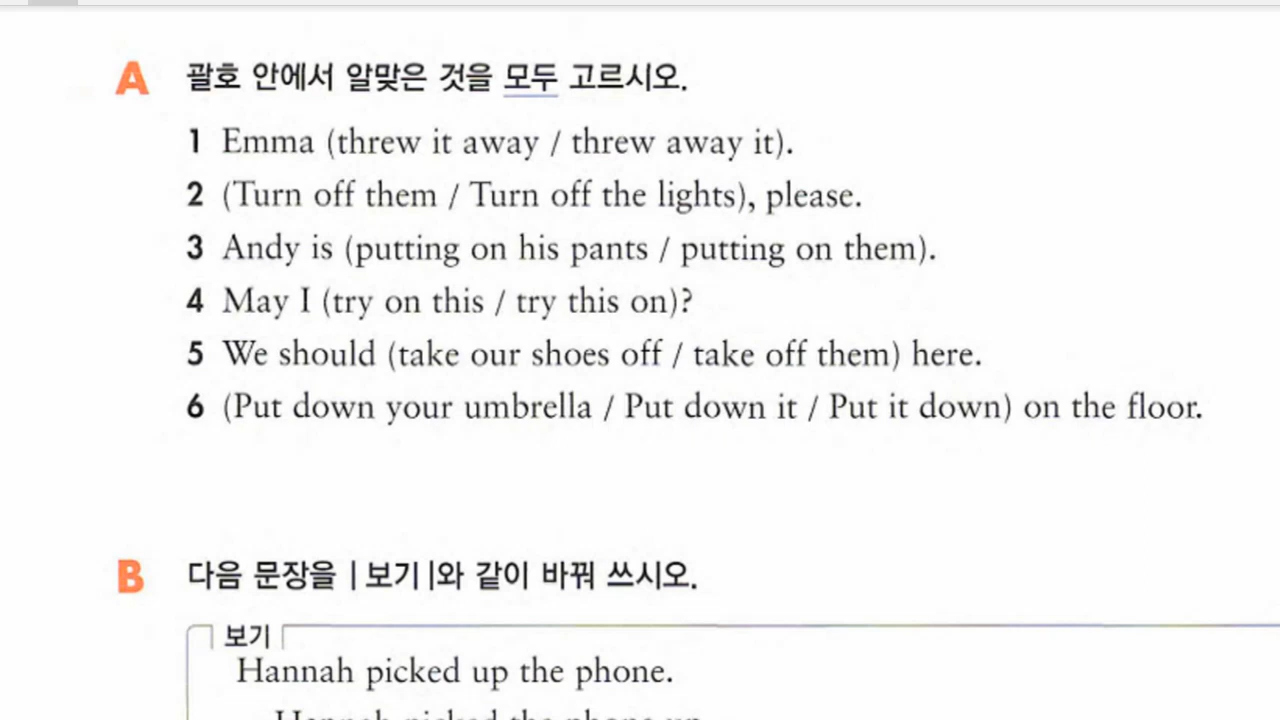 A 괄호 안에서 알맞은 것을 모두 고르시오.
1 Emma (threw it away / threw away it).
2 (Turn off them / Turn off the lights), please.
3 Andy is (putting on his pants / putting on them).
4 May I (try on this / try this on)?
5 We should (take our shoes off / take off them) here.
6 (Put down your umbrella / Put down it / Put it down) on the floor.
B 다음 문장을 |보기|와 같이 바꿔 쓰시오.
보기
Hannah picked up the phone.
Hannah picked the phone up